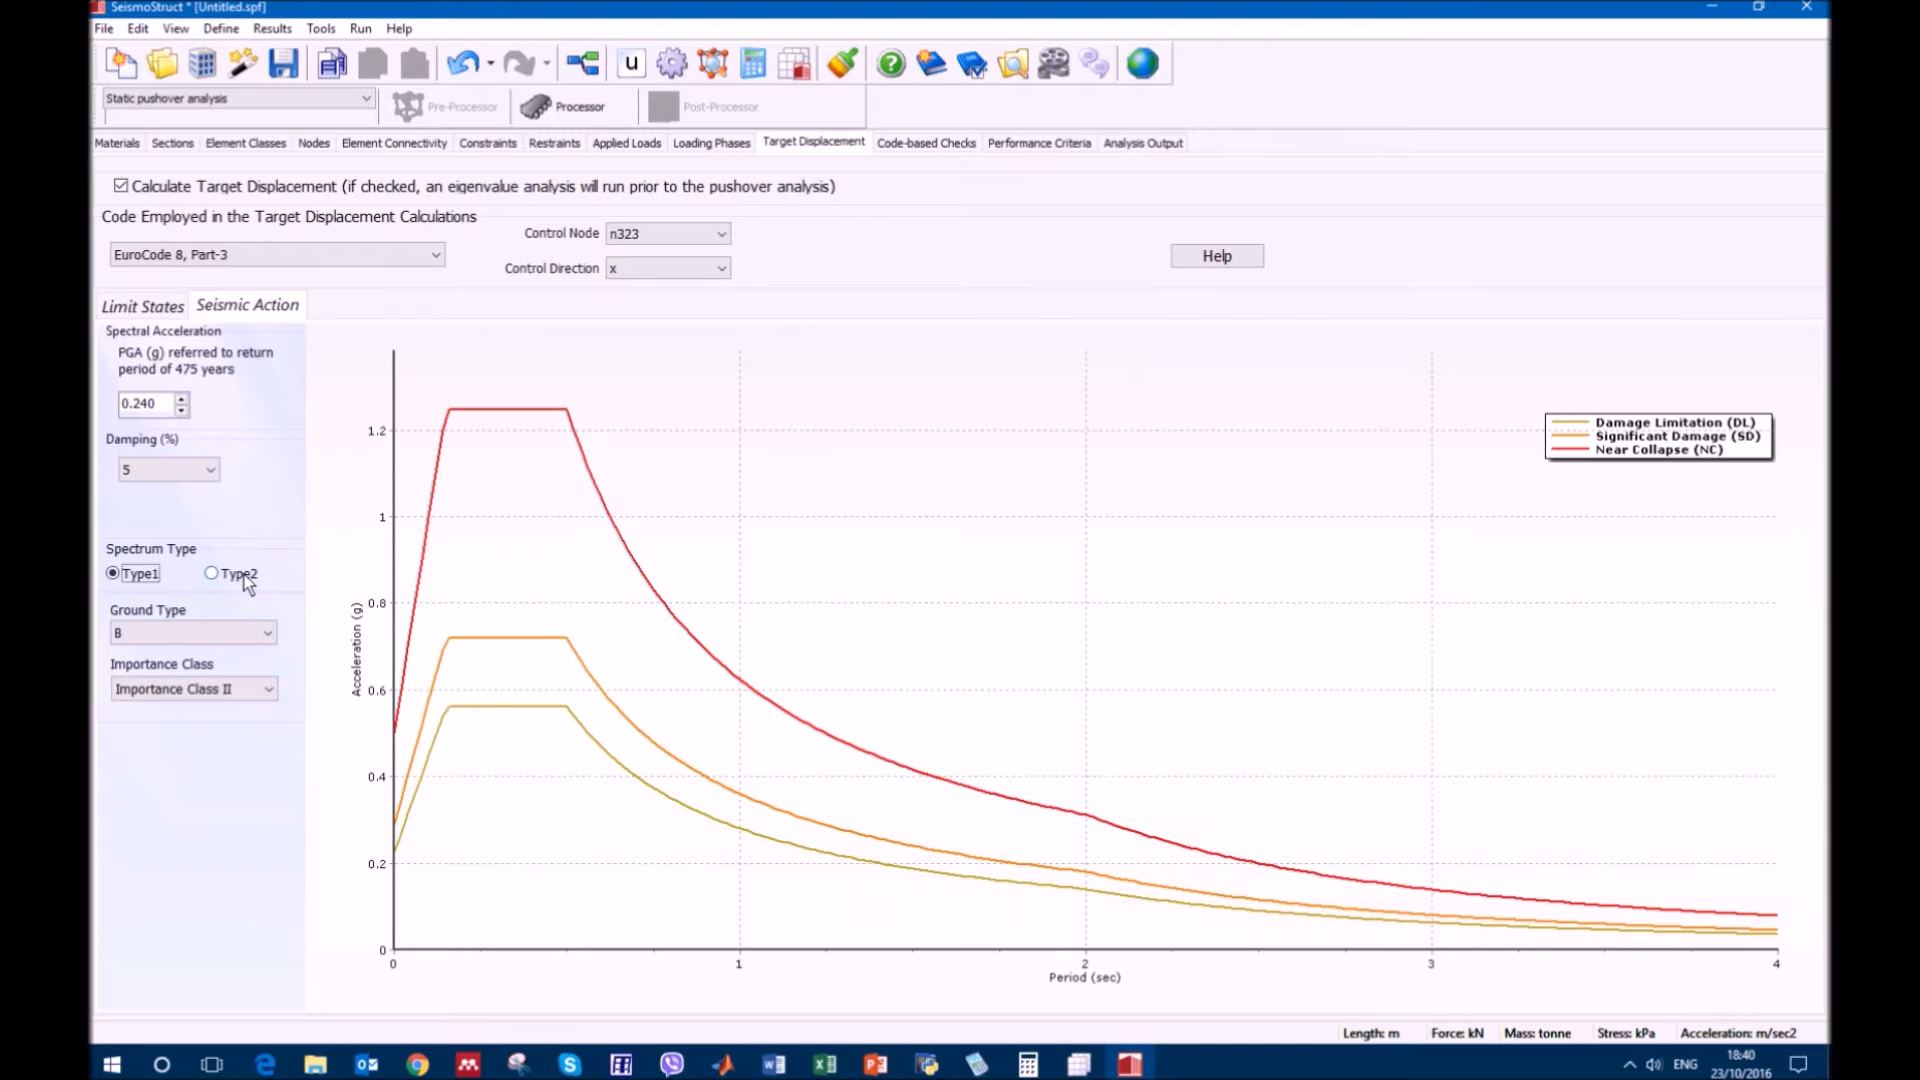 SeismoStruct * [Untitled.spf]
File Edit View Define Results Tools Run Help
u
Static pushover analysis
Pre-Processor
Processor
Post-Processor
Materials Sections Element Classes Nodes Element Connectivity Constraints Restraints Applied Loads Loading Phases Target Displacement Code-based Checks Performance Criteria Analysis Output
Calculate Target Displacement (if checked, an eigenvalue analysis will run prior to the pushover analysis)
Code Employed in the Target Displacement Calculations
EuroCode 8, Part-3
Control Node n323
Control Direction x
Help
Limit States
Seismic Action
Spectral Acceleration
PGA (g) referred to return
period of 475 years
0.240
Damping (%)
5
Spectrum Type
Type1
Type2
Ground Type
B
Importance Class
Importance Class II
Damage Limitation (DL)
Significant Damage (SD)
Near Collapse (NC)
1.2
1
0.8
0.6
0.4
0.2
0
Acceleration (g)
0 1 2 3 4
Period (sec)
Length: m Force: kN Mass: tonne Stress: kPa Acceleration: m/sec2
ENG
18:40
23/10/2016